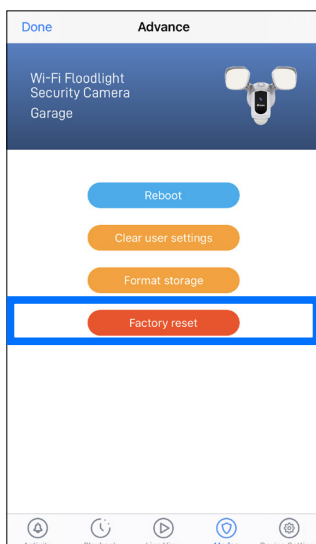 Done
Advance
Wi-Fi Floodlight
Security Camera
Garage
Reboot
Clear user settings
Format storage
Factory reset